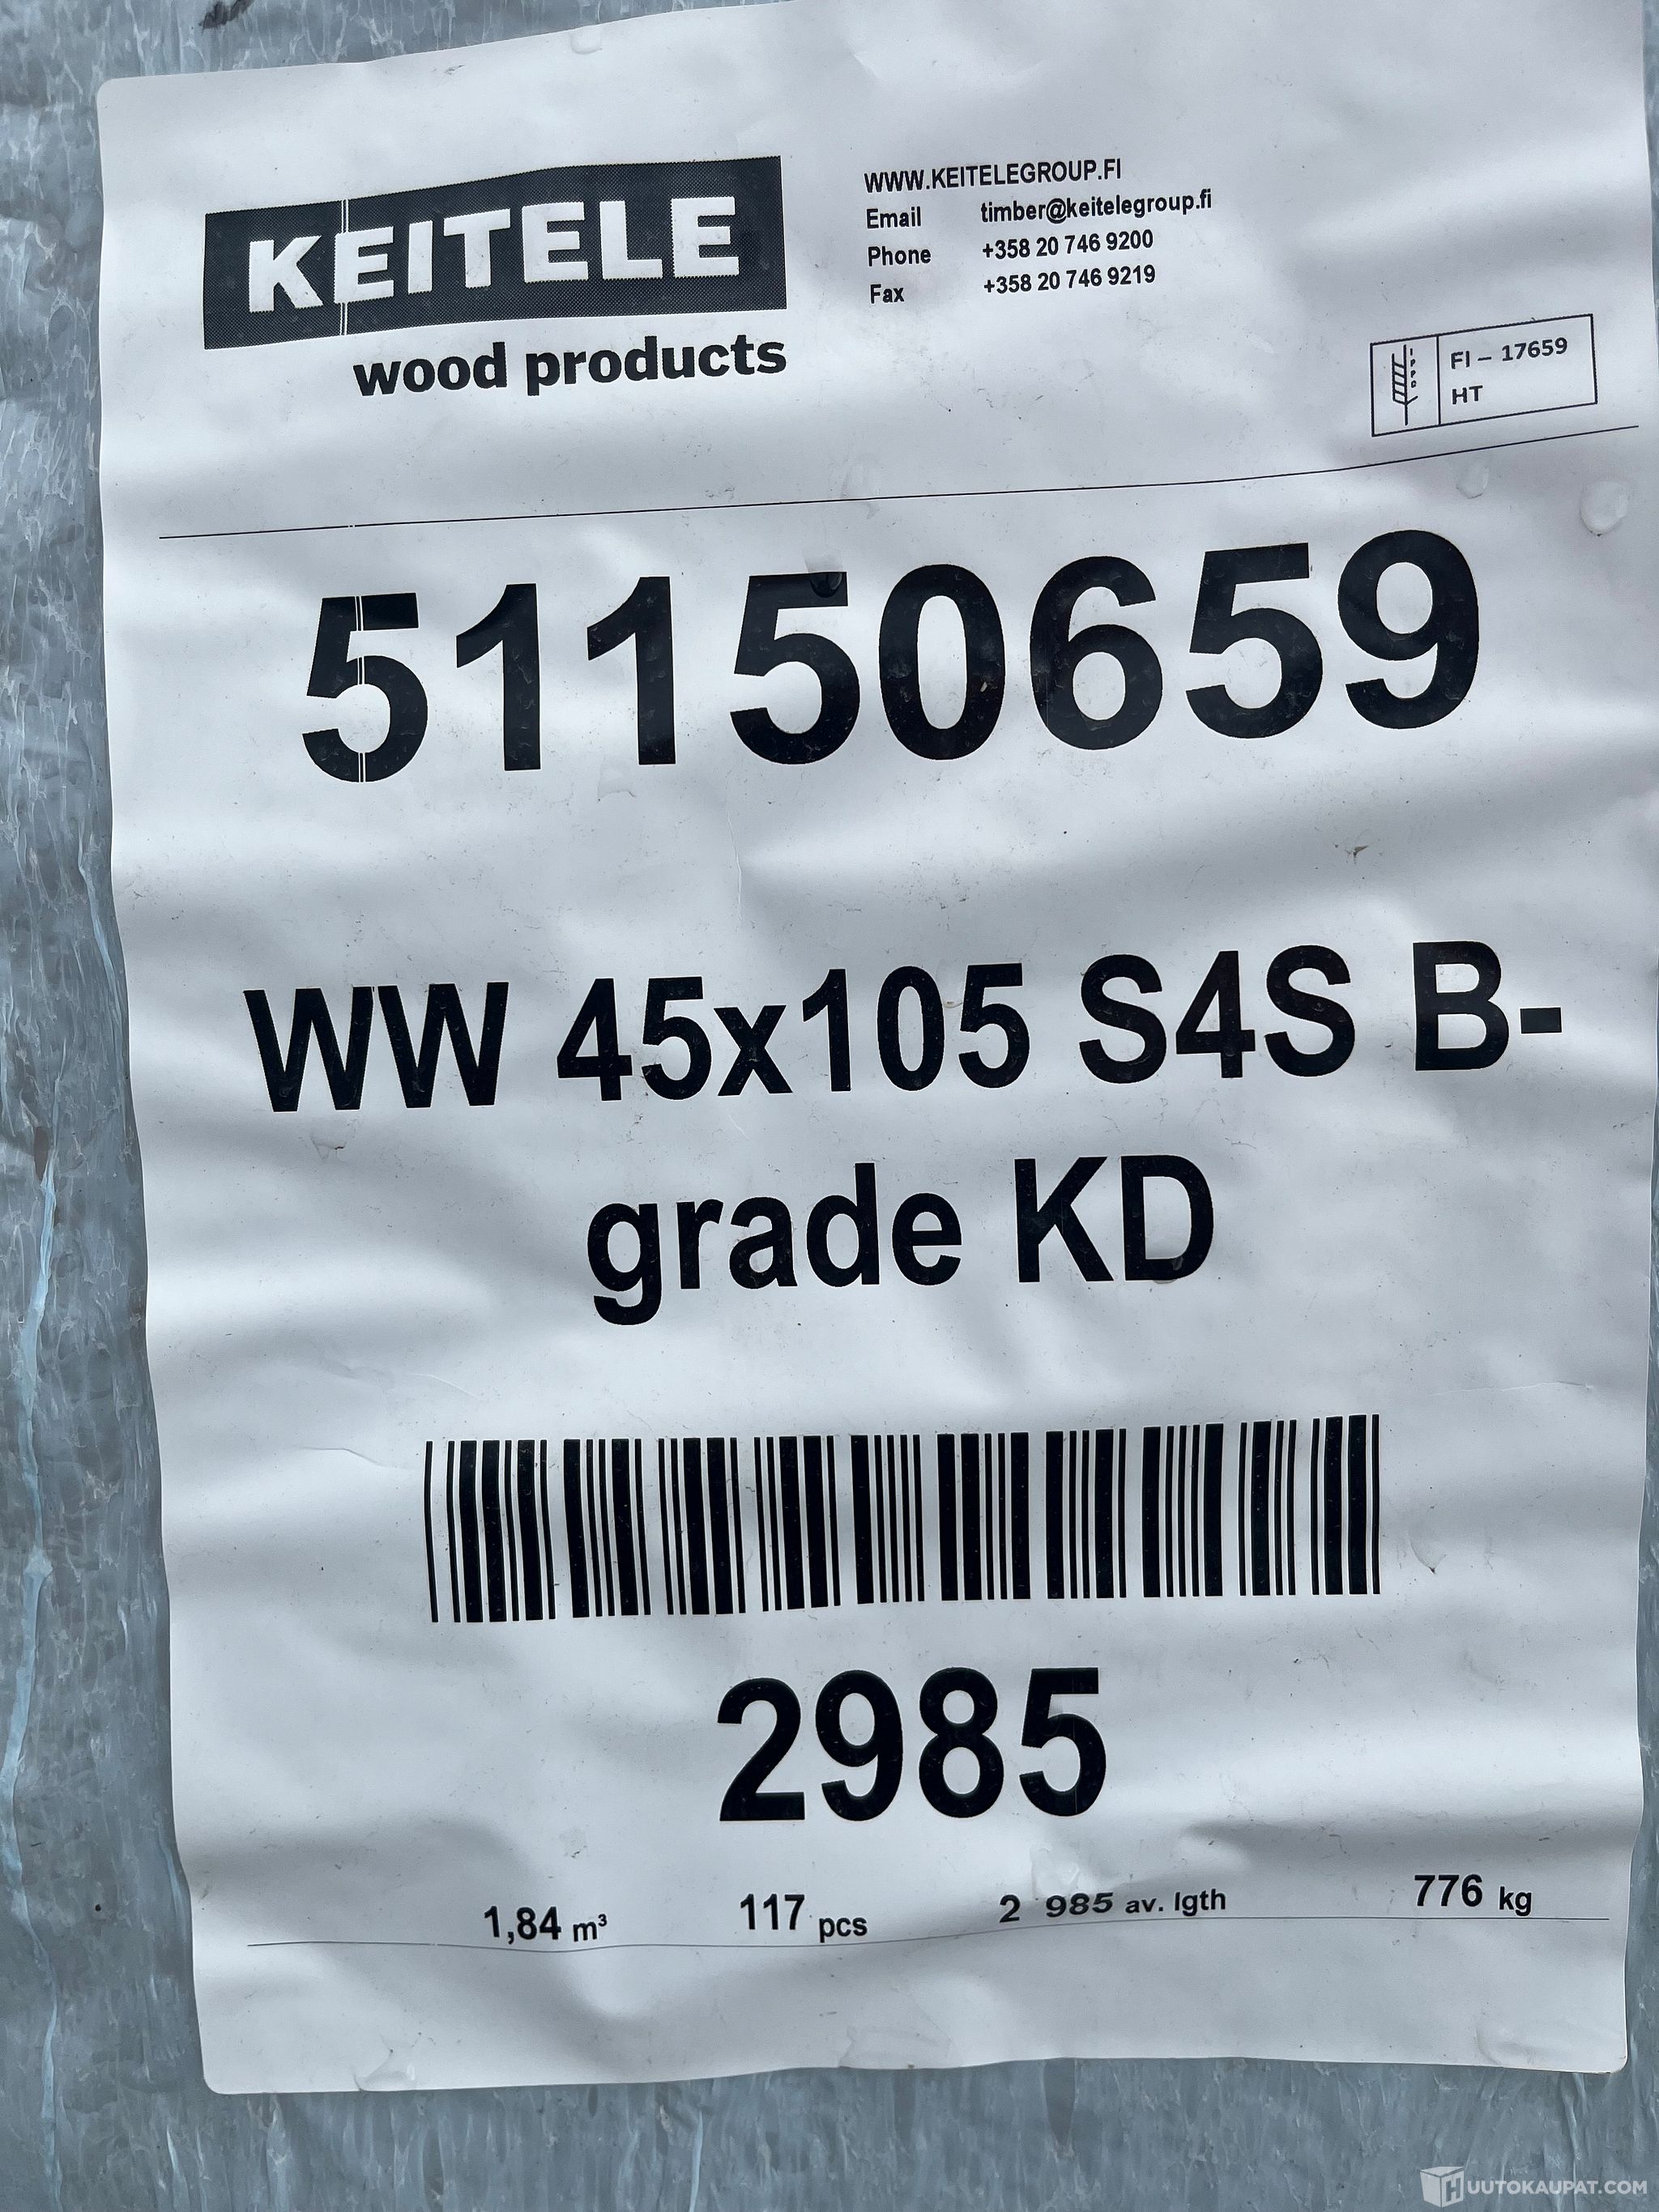 KEITELE
wood products
WWW.KEITELEGROUP.FI
Email timber@keitelegroup.fi
Phone +358 20 746 9200
Fax +358 20 746 9219
IPPC
FI – 17659
HT
51150659
WW 45x105 S4S B-
grade KD
2985
1,84 m³ 117 pcs 2 985 av. lgth 776 kg
HUUTOKAUPAT.COM